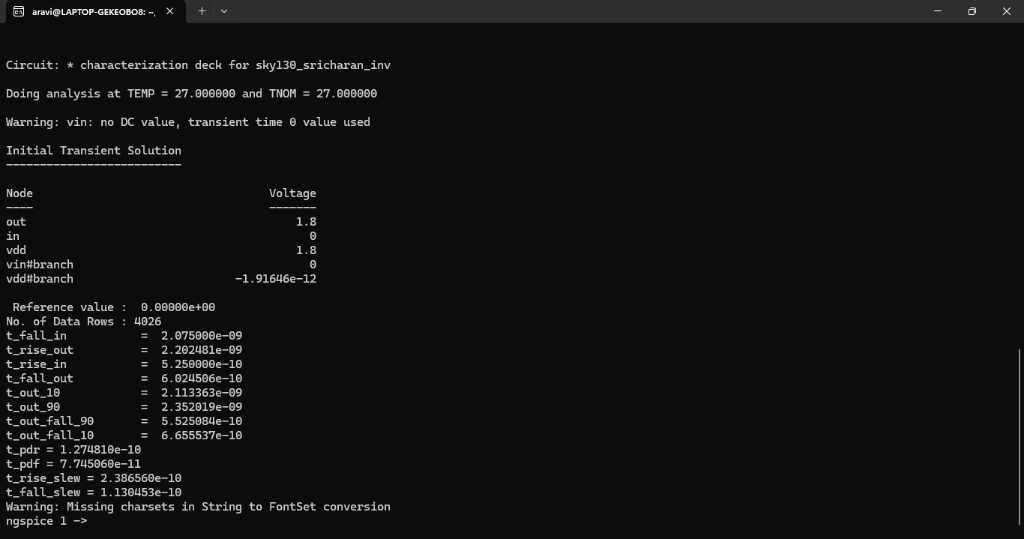 aravi@LAPTOP-GEKEOBO8: ~,
Circuit: * characterization deck for sky130_sricharan_inv
Doing analysis at TEMP = 27.000000 and TNOM = 27.000000
Warning: vin: no DC value, transient time 0 value used
Initial Transient Solution
--------------------------
Node Voltage
---- -------
out 1.8
in 0
vdd 1.8
vin#branch 0
vdd#branch -1.91646e-12
Reference value : 0.00000e+00
No. of Data Rows : 4026
t_fall_in = 2.075000e-09
t_rise_out = 2.202481e-09
t_rise_in = 5.250000e-10
t_fall_out = 6.024506e-10
t_out_10 = 2.113363e-09
t_out_90 = 2.352019e-09
t_out_fall_90 = 5.525084e-10
t_out_fall_10 = 6.655537e-10
t_pdr = 1.274810e-10
t_pdf = 7.745060e-11
t_rise_slew = 2.386560e-10
t_fall_slew = 1.130453e-10
Warning: Missing charsets in String to FontSet conversion
ngspice 1 ->